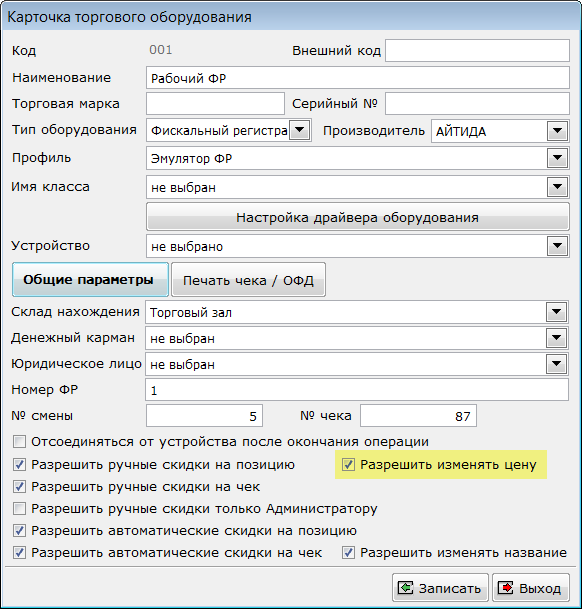 Карточка торгового оборудования
Код 001 Внешний код
Наименование Рабочий ФР
Торговая марка Серийный №
Тип оборудования Фискальный регистра Производитель АЙТИДА
Профиль Эмулятор ФР
Имя класса не выбран
Настройка драйвера оборудования
Устройство не выбрано
Общие параметры Печать чека / ОФД
Склад нахождения Торговый зал
Денежный карман не выбран
Юридическое лицо не выбран
Номер ФР 1
№ смены 5 № чека 87
Отсоединяться от устройства после окончания операции
Разрешить ручные скидки на позицию Разрешить изменять цену
Разрешить ручные скидки на чек
Разрешить ручные скидки только Администратору
Разрешить автоматические скидки на позицию
Разрешить автоматические скидки на чек Разрешить изменять название
Записать Выход